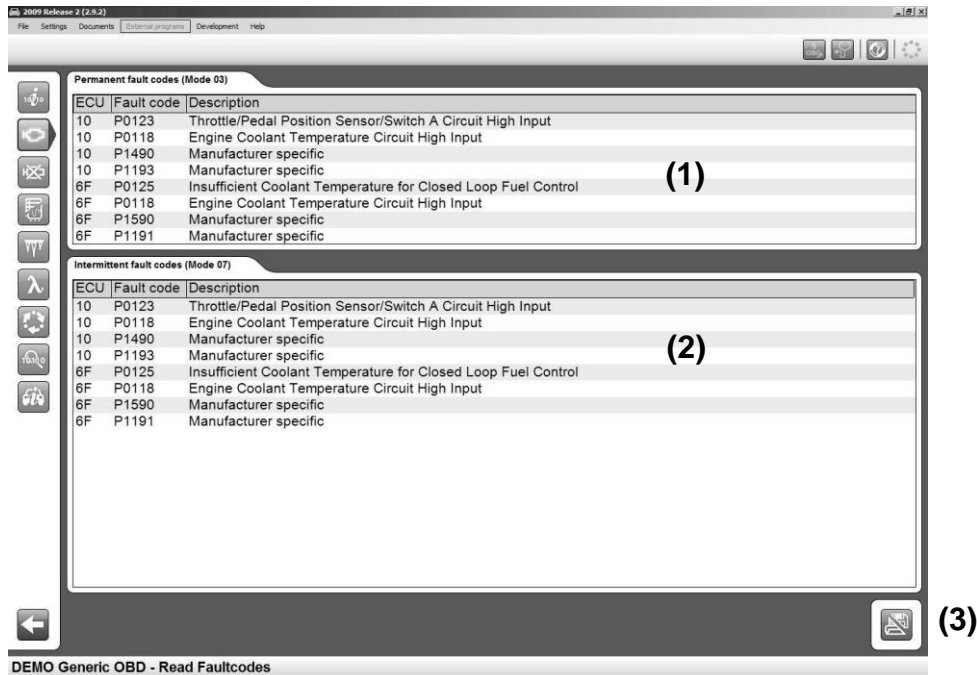 2009 Release 2 (2.9.2)
File Settings Documents External programs Development Help
Permanent fault codes (Mode 03)
ECU Fault code Description
10 P0123 Throttle/Pedal Position Sensor/Switch A Circuit High Input
10 P0118 Engine Coolant Temperature Circuit High Input
10 P1490 Manufacturer specific
10 P1193 Manufacturer specific
6F P0125 Insufficient Coolant Temperature for Closed Loop Fuel Control
6F P0118 Engine Coolant Temperature Circuit High Input
6F P1590 Manufacturer specific
6F P1191 Manufacturer specific
(1)
Intermittent fault codes (Mode 07)
ECU Fault code Description
10 P0123 Throttle/Pedal Position Sensor/Switch A Circuit High Input
10 P0118 Engine Coolant Temperature Circuit High Input
10 P1490 Manufacturer specific
10 P1193 Manufacturer specific
6F P0125 Insufficient Coolant Temperature for Closed Loop Fuel Control
6F P0118 Engine Coolant Temperature Circuit High Input
6F P1590 Manufacturer specific
6F P1191 Manufacturer specific
(2)
(3)
DEMO Generic OBD - Read Faultcodes